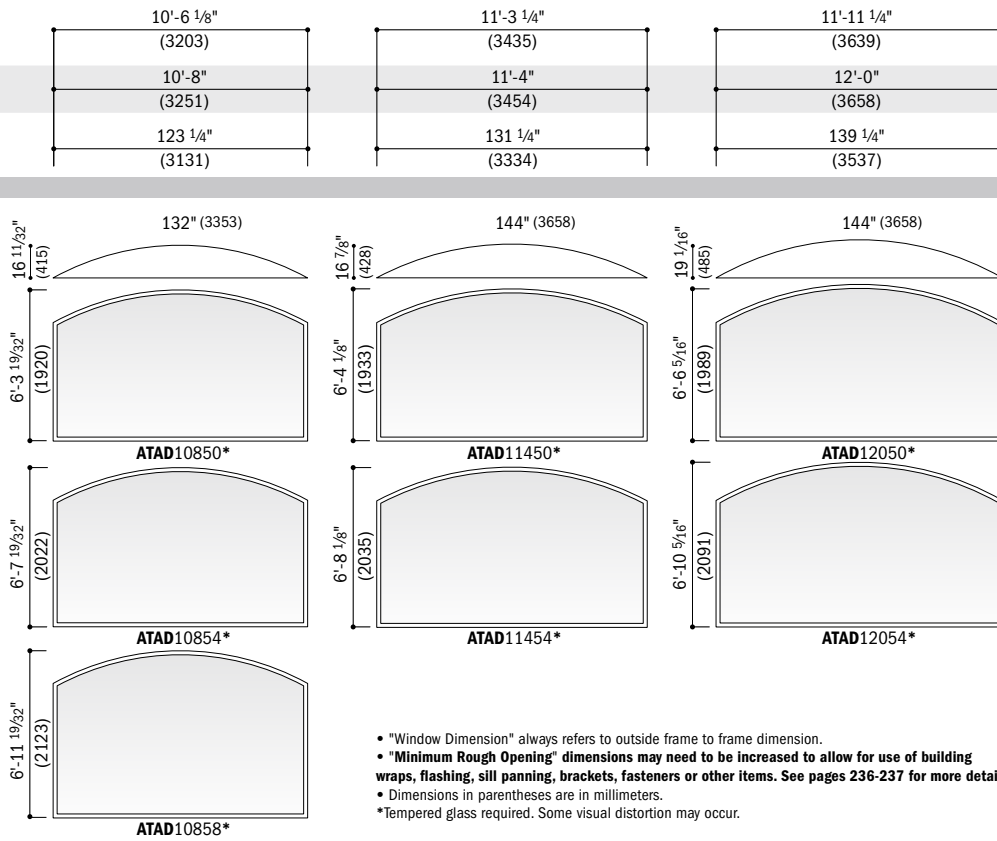 10'-6 1/8" 11'-3 1/4" 11'-11 1/4"
(3203) (3435) (3639)
10'-8" 11'-4" 12'-0"
(3251) (3454) (3658)
123 1/4" 131 1/4" 139 1/4"
(3131) (3334) (3537)
132" (3353) 144" (3658) 144" (3658)
16 11/32"
(415)
16 7/8"
(428)
19 1/16"
(485)
6'-3 19/32"
(1920)
6'-4 1/8"
(1933)
6'-6 5/16"
(1989)
ATAD10850* ATAD11450* ATAD12050*
6'-7 19/32"
(2022)
6'-8 1/8"
(2035)
6'-10 5/16"
(2091)
ATAD10854* ATAD11454* ATAD12054*
6'-11 19/32"
(2123)
ATAD10858*
• "Window Dimension" always refers to outside frame to frame dimension.
• "Minimum Rough Opening" dimensions may need to be increased to allow for use of building
wraps, flashing, sill panning, brackets, fasteners or other items. See pages 236-237 for more detai
• Dimensions in parentheses are in millimeters.
*Tempered glass required. Some visual distortion may occur.